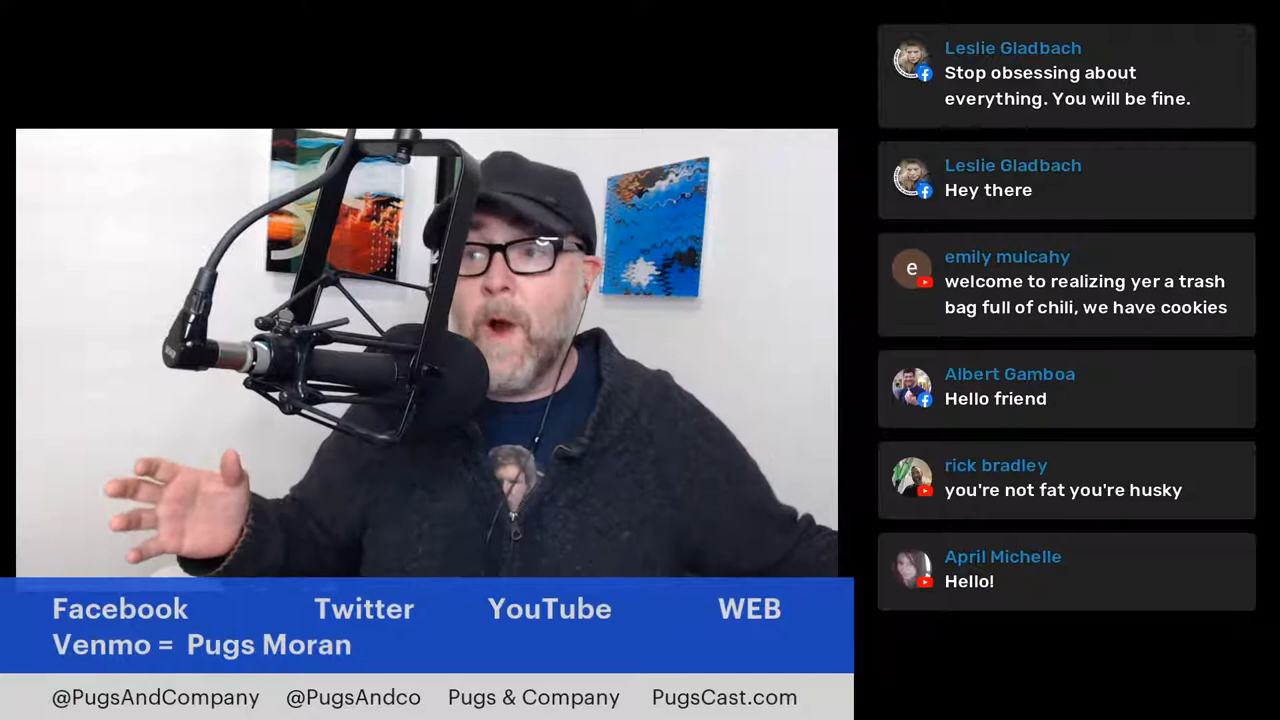 Leslie Gladbach
Stop obsessing about
everything. You will be fine.
Leslie Gladbach
Hey there
emily mulcahy
e
welcome to realizing yer a trash
bag full of chili, we have cookies
Albert Gamboa
Hello friend
rick bradley
you're not fat you're husky
April Michelle
Hello!
Facebook Twitter YouTube WEB
Venmo = Pugs Moran
@PugsAndCompany @PugsAndco Pugs & Company PugsCast.com